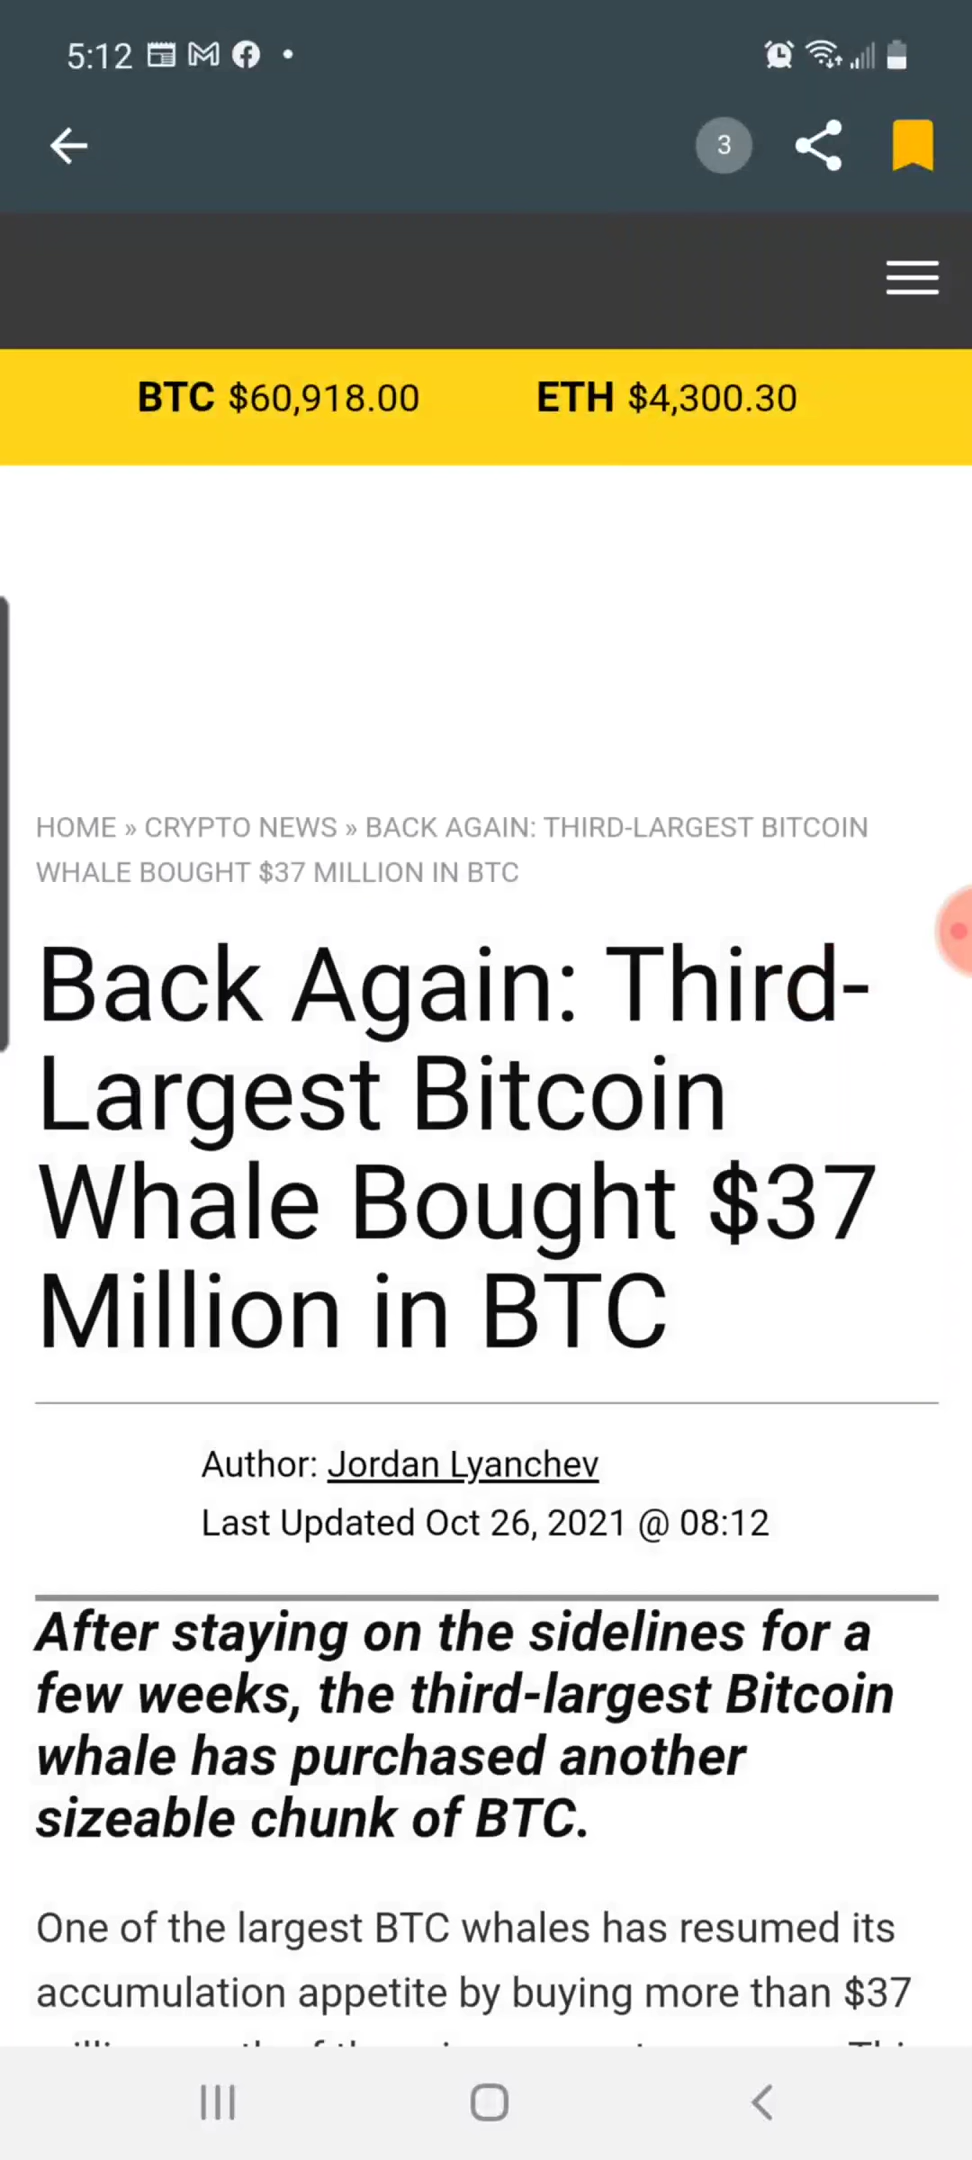 5:12
3
BTC $60,918.00 ETH $4,300.30
HOME » CRYPTO NEWS » BACK AGAIN: THIRD-LARGEST BITCOIN
WHALE BOUGHT $37 MILLION IN BTC
Back Again: Third-
Largest Bitcoin
Whale Bought $37
Million in BTC
Author: Jordan Lyanchev
Last Updated Oct 26, 2021 @ 08:12
After staying on the sidelines for a
few weeks, the third-largest Bitcoin
whale has purchased another
sizeable chunk of BTC.
One of the largest BTC whales has resumed its
accumulation appetite by buying more than $37